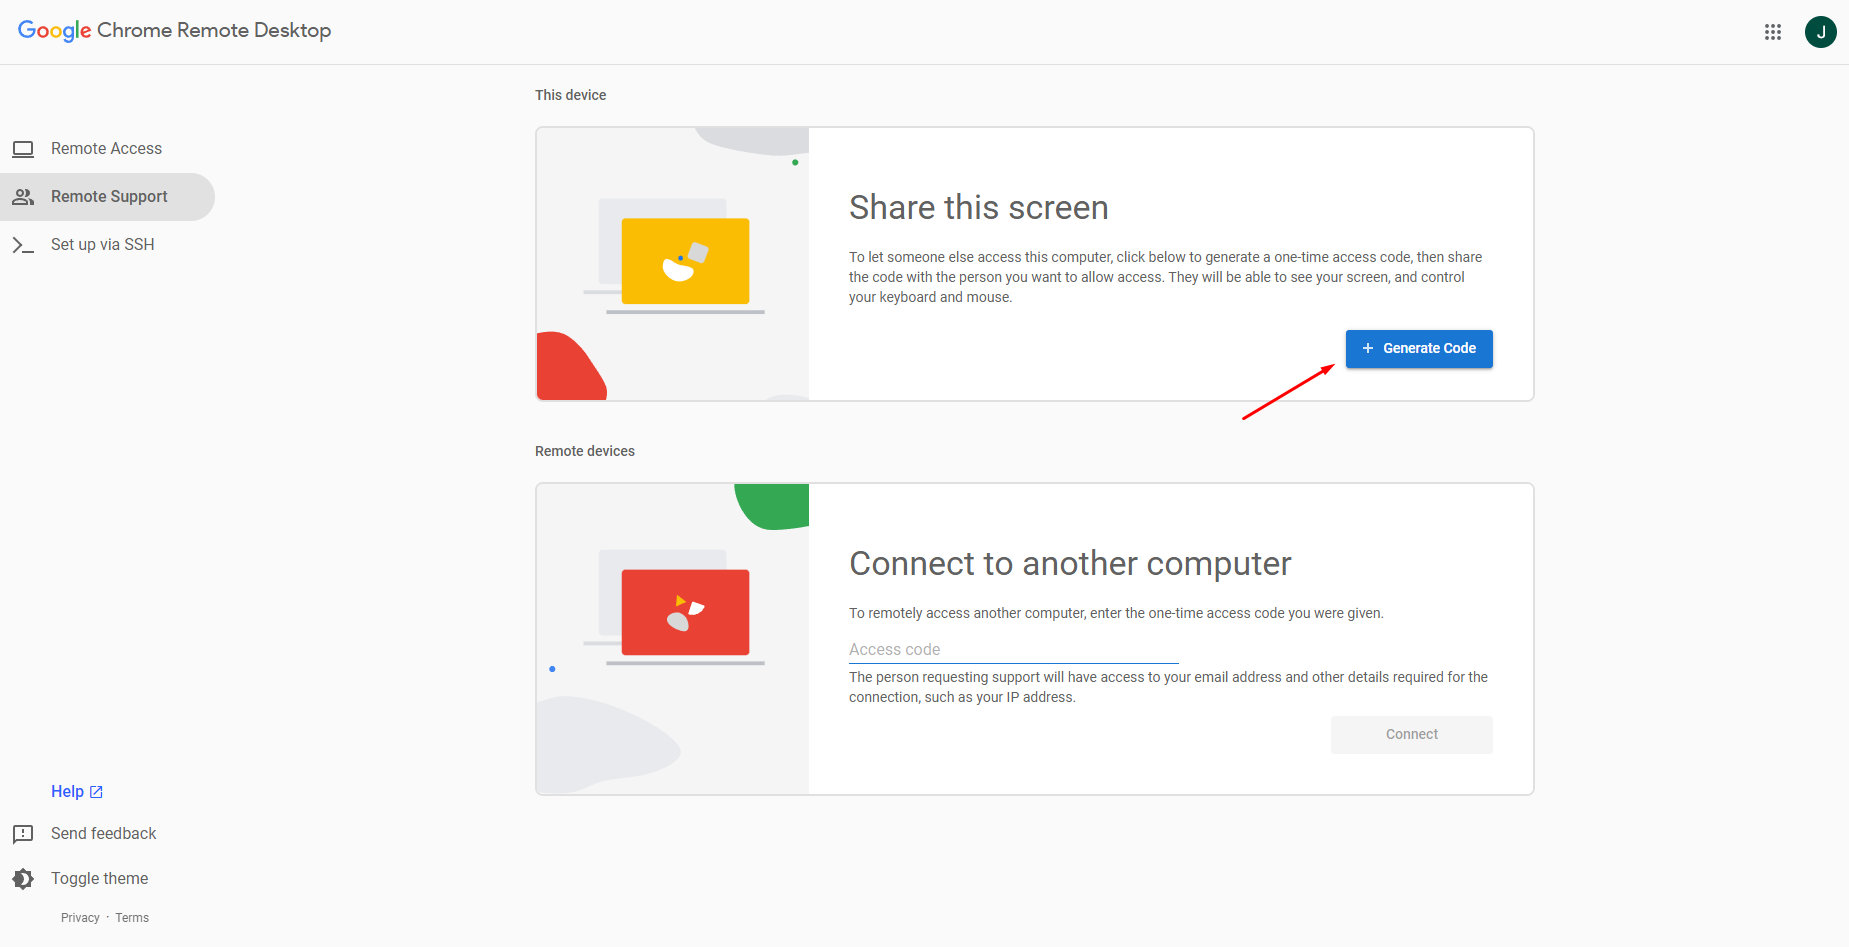 Google Chrome Remote Desktop
J
Remote Access
Remote Support
Set up via SSH
This device
Share this screen
To let someone else access this computer, click below to generate a one-time access code, then share
the code with the person you want to allow access. They will be able to see your screen, and control
your keyboard and mouse.
+ Generate Code
Remote devices
Connect to another computer
To remotely access another computer, enter the one-time access code you were given.
Access code
The person requesting support will have access to your email address and other details required for the
connection, such as your IP address.
Connect
Help
Send feedback
Toggle theme
Privacy · Terms